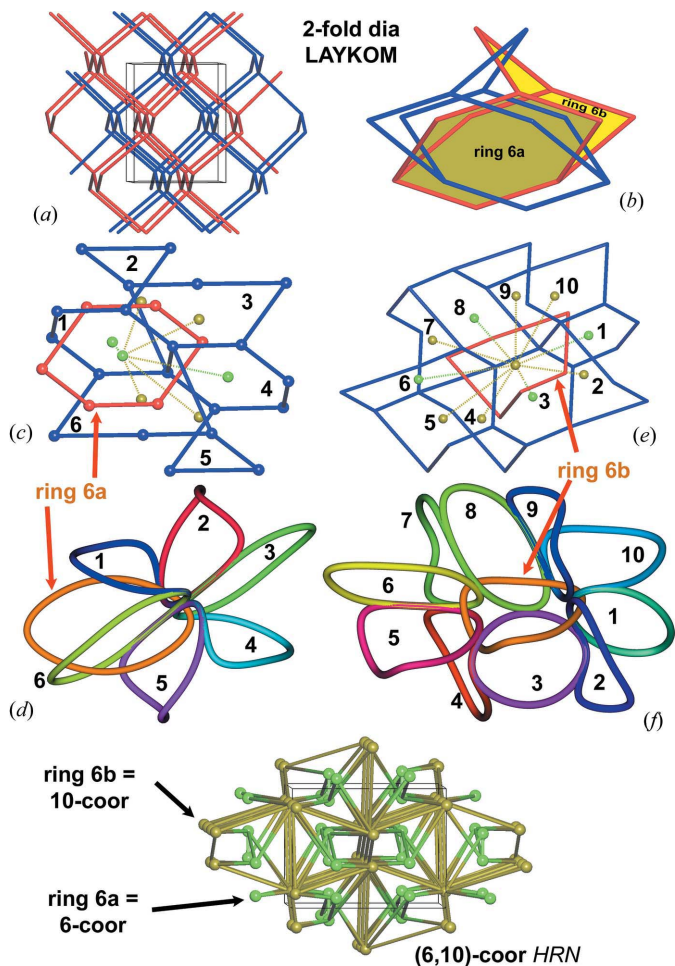 2-fold dia
LAYKOM
(a)
ring 6b
ring 6a
(b)
2
1
3
4
6
5
(c)
ring 6a
9
10
8
7
1
6
2
5
4
3
(e)
ring 6b
2
1
3
4
6
5
(d)
8
9
7
10
6
1
5
3
2
4
(f)
ring 6b =
10-coor
ring 6a =
6-coor
(6,10)-coor HRN